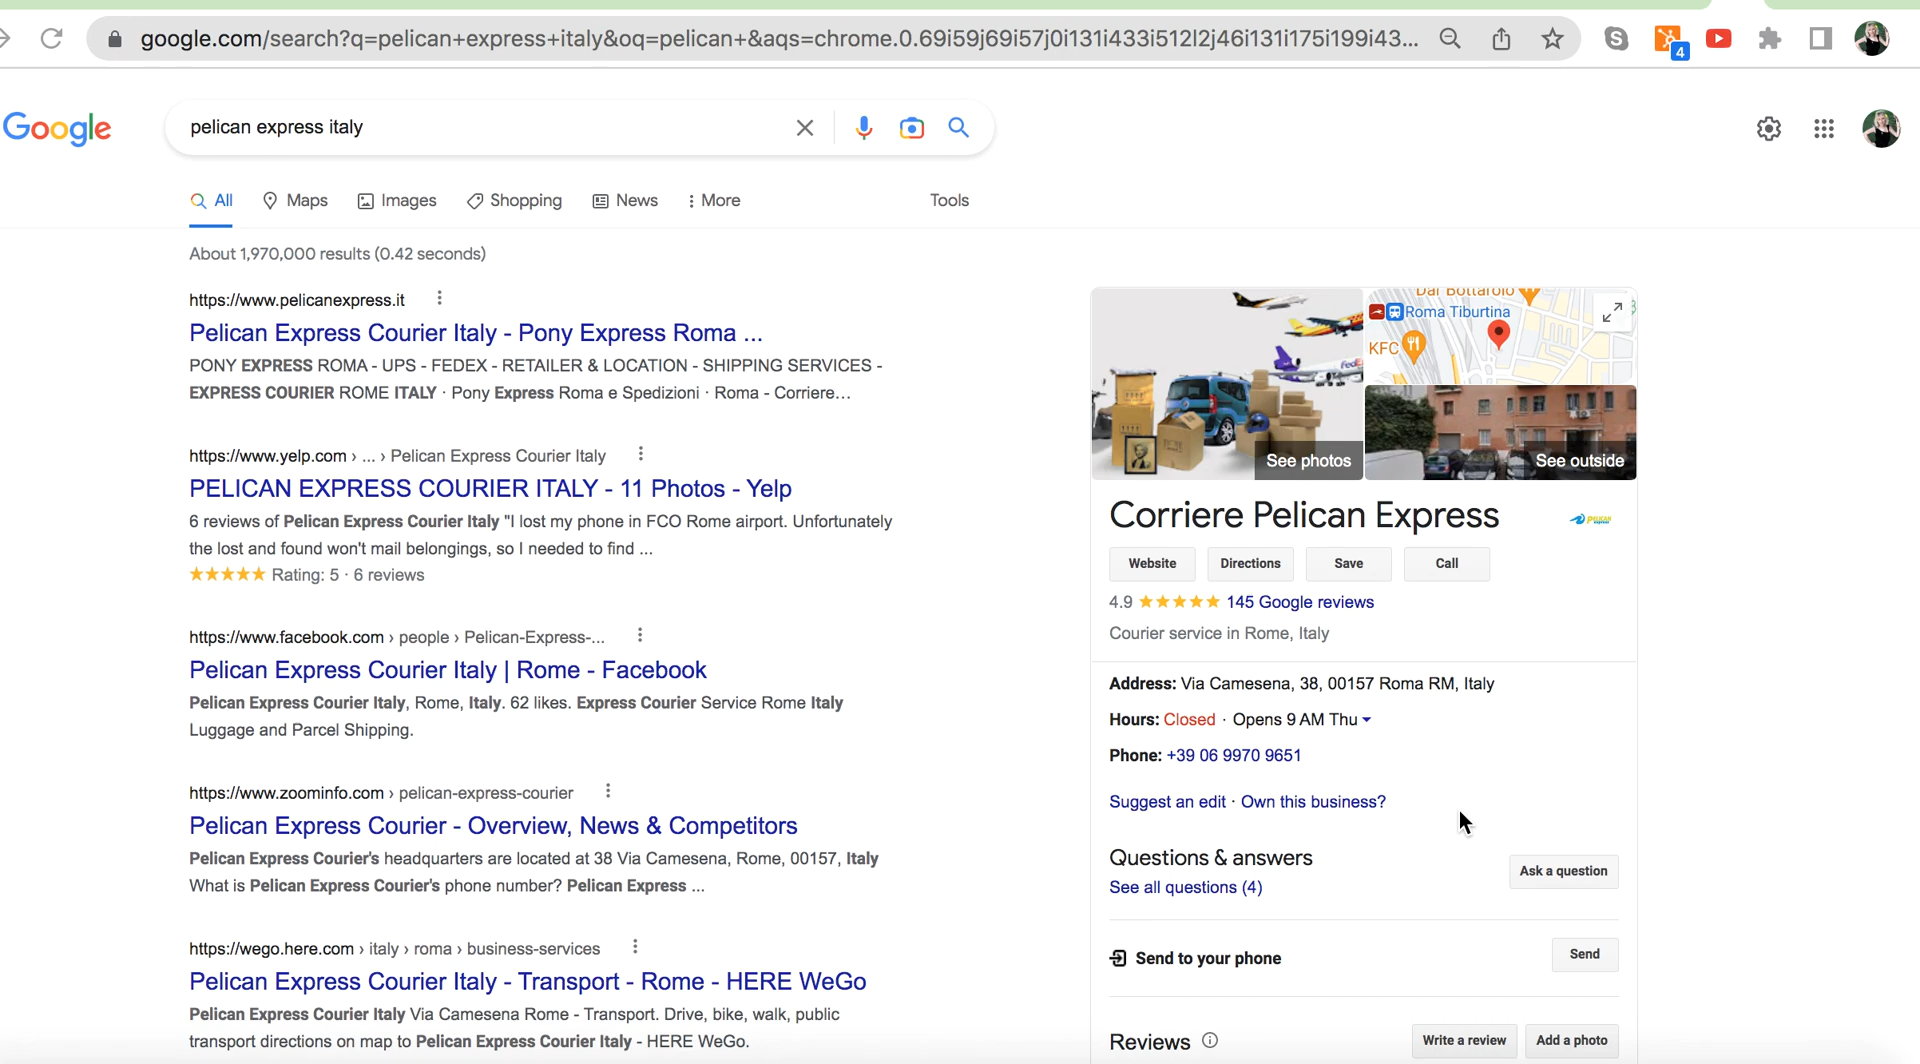 google.com/search?q=pelican+express+italy&oq=pelican+&aqs=chrome.0.69i59j69i57j0i131i433i512l2j46i131i175i199i43...
4
Google
pelican express italy
All
Maps
Images
Shopping
News
More
Tools
About 1,970,000 results (0.42 seconds)
https://www.pelicanexpress.it
Pelican Express Courier Italy - Pony Express Roma ...
PONY EXPRESS ROMA - UPS - FEDEX - RETAILER & LOCATION - SHIPPING SERVICES -
EXPRESS COURIER ROME ITALY · Pony Express Roma e Spedizioni · Roma - Corriere...
https://www.yelp.com › ... › Pelican Express Courier Italy
PELICAN EXPRESS COURIER ITALY - 11 Photos - Yelp
6 reviews of Pelican Express Courier Italy "I lost my phone in FCO Rome airport. Unfortunately
the lost and found won't mail belongings, so I needed to find ...
Rating: 5 · 6 reviews
https://www.facebook.com › people › Pelican-Express-...
Pelican Express Courier Italy | Rome - Facebook
Pelican Express Courier Italy, Rome, Italy. 62 likes. Express Courier Service Rome Italy
Luggage and Parcel Shipping.
https://www.zoominfo.com › pelican-express-courier
Pelican Express Courier - Overview, News & Competitors
Pelican Express Courier's headquarters are located at 38 Via Camesena, Rome, 00157, Italy
What is Pelican Express Courier's phone number? Pelican Express ...
https://wego.here.com › italy › roma › business-services
Pelican Express Courier Italy - Transport - Rome - HERE WeGo
Pelican Express Courier Italy Via Camesena Rome - Transport. Drive, bike, walk, public
transport directions on map to Pelican Express Courier Italy - HERE WeGo.
Dar Bottarolo
Roma Tiburtina
KFC
See photos
See outside
Corriere Pelican Express
Website
Directions
Save
Call
4.9
145 Google reviews
Courier service in Rome, Italy
Address: Via Camesena, 38, 00157 Roma RM, Italy
Hours: Closed · Opens 9 AM Thu
Phone: +39 06 9970 9651
Suggest an edit · Own this business?
Questions & answers
See all questions (4)
Ask a question
Send to your phone
Send
Reviews
Write a review
Add a photo